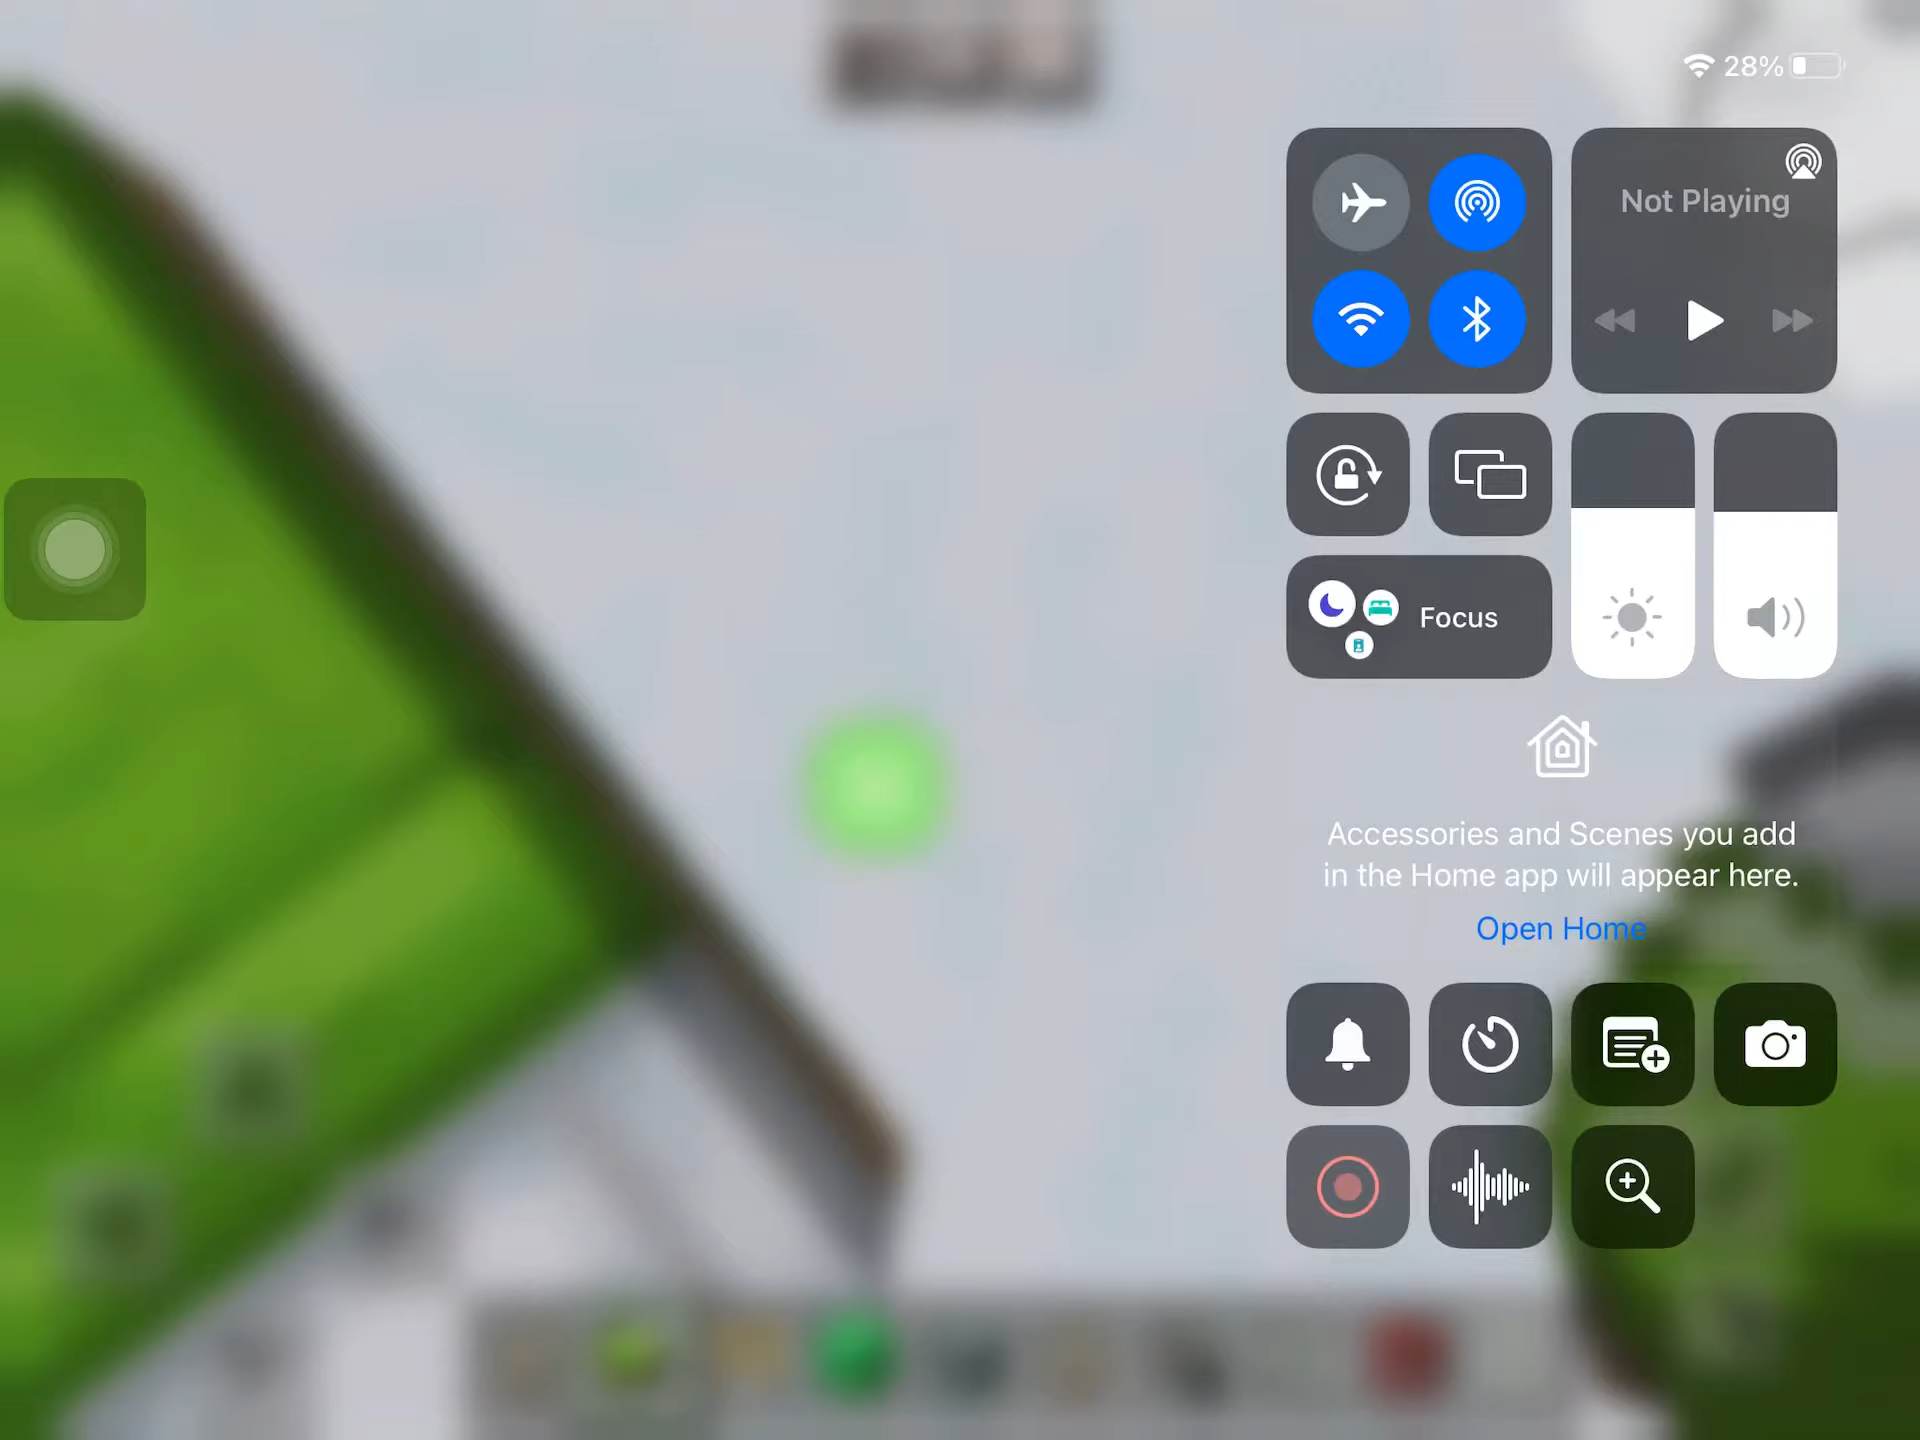 28%
Not Playing
Focus
Accessories and Scenes you add
in the Home app will appear here.
Open Home